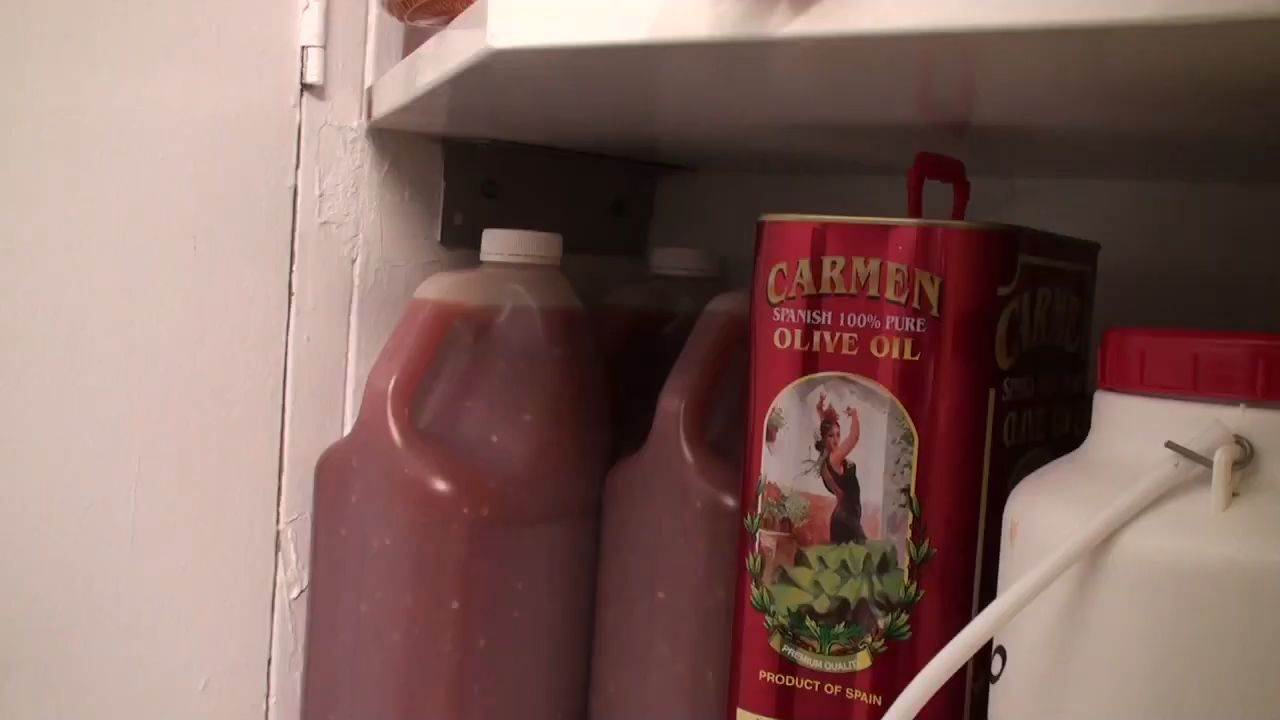 CARMEN
SPANISH 100% PURE
OLIVE OIL
PREMIUM QUALITY
PRODUCT OF SPAIN